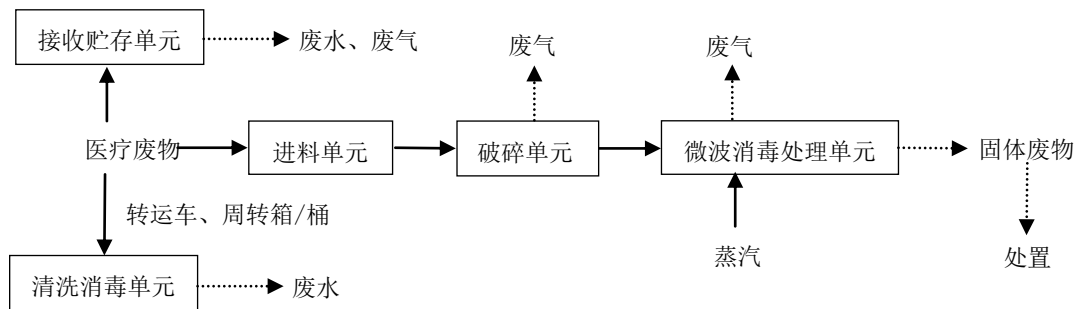 接收贮存单元
废水、废气
废气
废气
医疗废物
进料单元
破碎单元
微波消毒处理单元
固体废物
转运车、周转箱/桶
蒸汽
处置
清洗消毒单元
废水